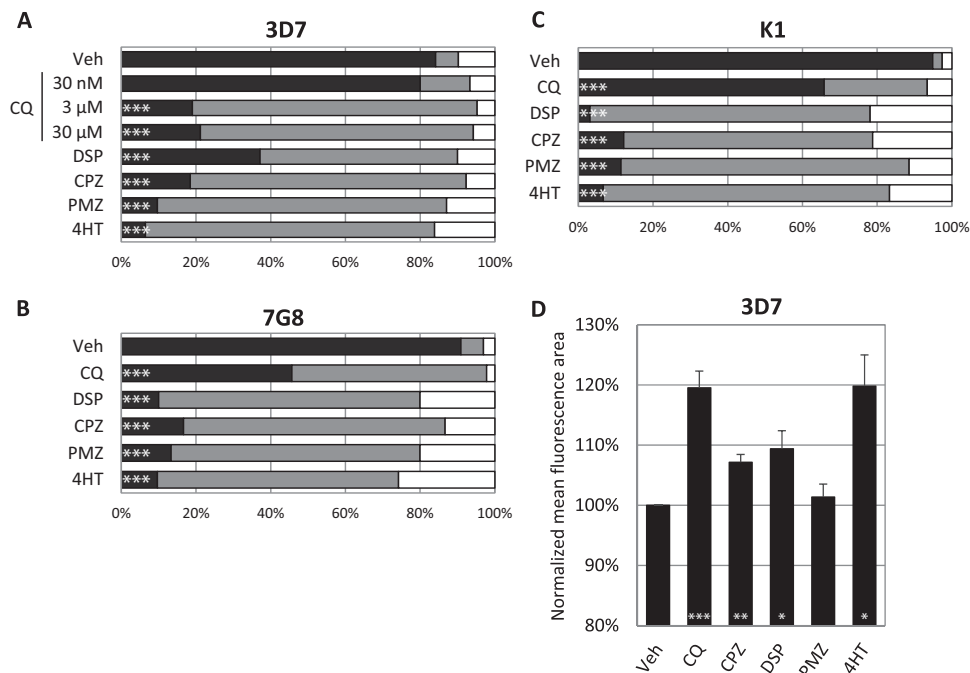 A
3D7
Veh
CQ
30 nM
3 µM ***
30 µM ***
DSP ***
CPZ ***
PMZ ***
4HT ***
0% 20% 40% 60% 80% 100%
B
7G8
Veh
CQ ***
DSP ***
CPZ ***
PMZ ***
4HT ***
0% 20% 40% 60% 80% 100%
C
K1
Veh
CQ ***
DSP ***
CPZ ***
PMZ ***
4HT ***
0% 20% 40% 60% 80% 100%
D
3D7
Normalized mean fluorescence area
130%
120%
110%
100%
90%
80%
*** ** * *
Veh CQ CPZ DSP PMZ 4HT